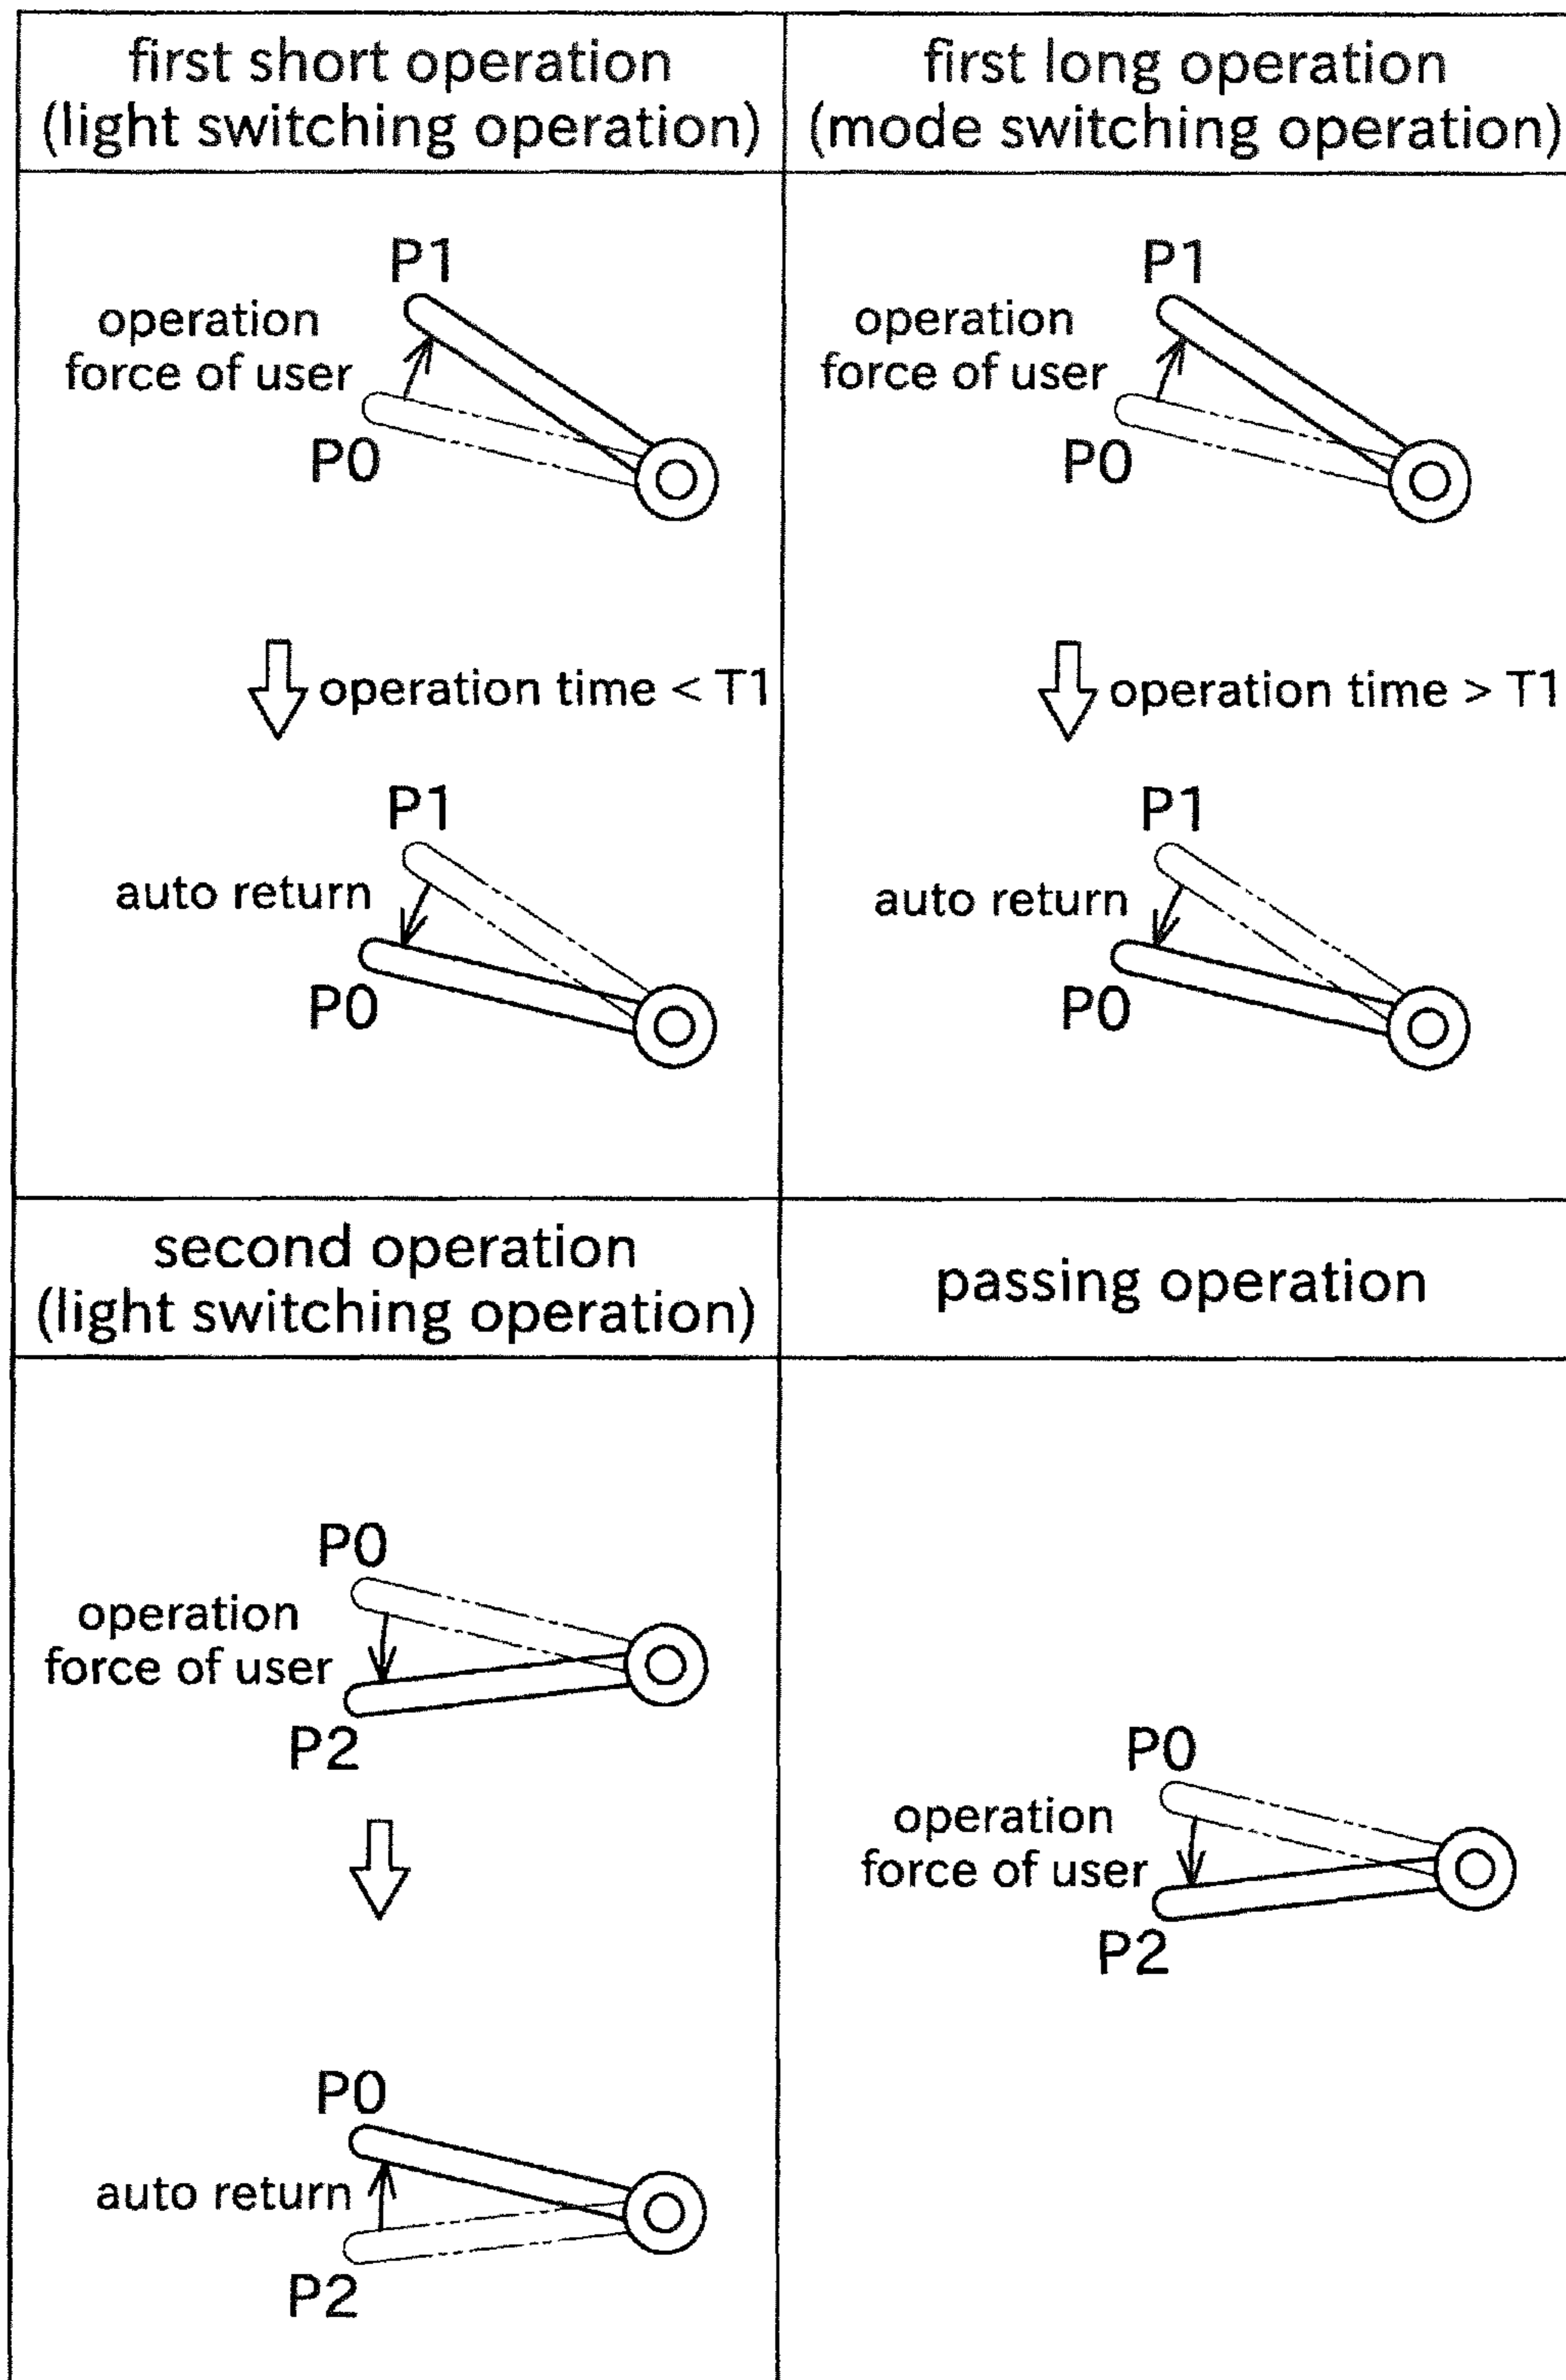 first short operation
(light switching operation)
first long operation
(mode switching operation)
P1
operation
force of user
P0
operation time < T1
P1
auto return
P0
P1
operation
force of user
P0
operation time > T1
P1
auto return
P0
second operation
(light switching operation)
passing operation
P0
operation
force of user
P2
P0
auto return
P2
P0
operation
force of user
P2